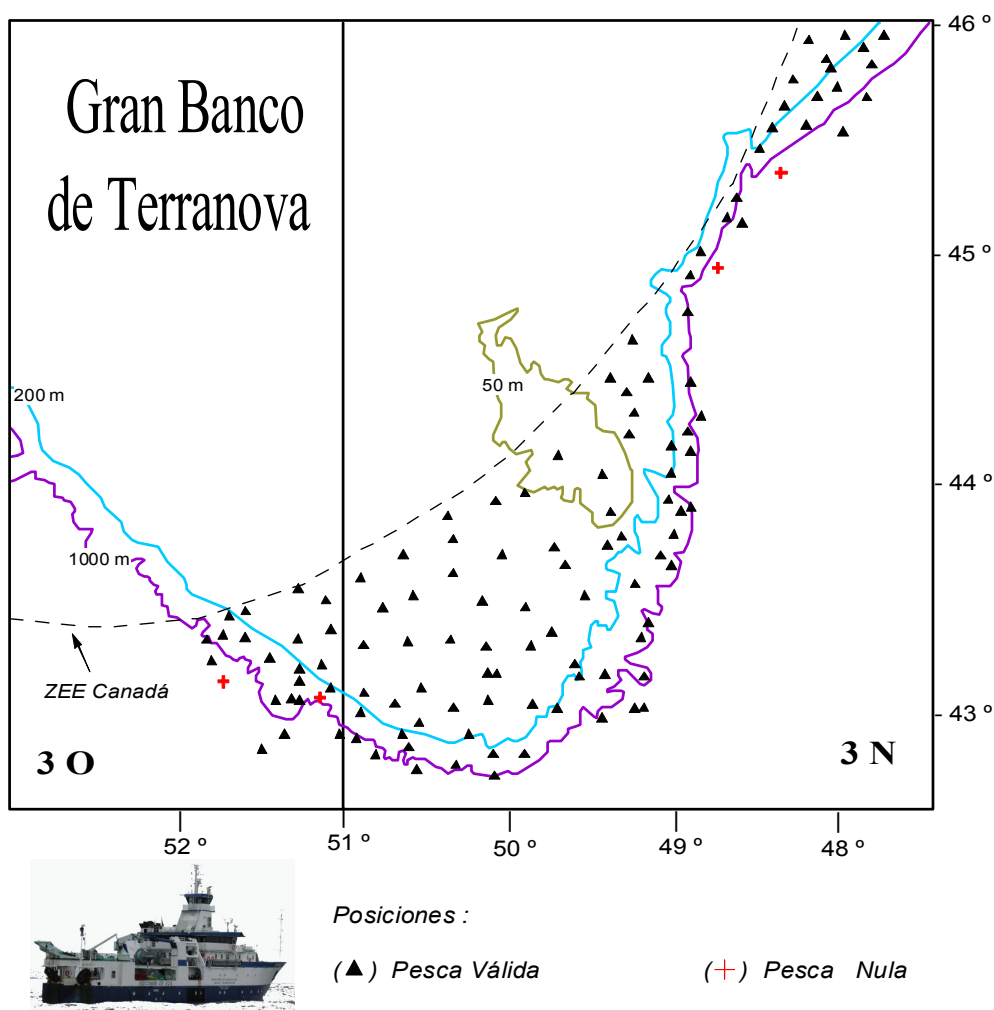 Gran Banco
de Terranova
46 º
45 º
44 º
43 º
200 m
50 m
1000 m
ZEE Canadá
3 O
3 N
52 º
51 º
50 º
49 º
48 º
Posiciones :
(▲) Pesca Válida
(+) Pesca Nula